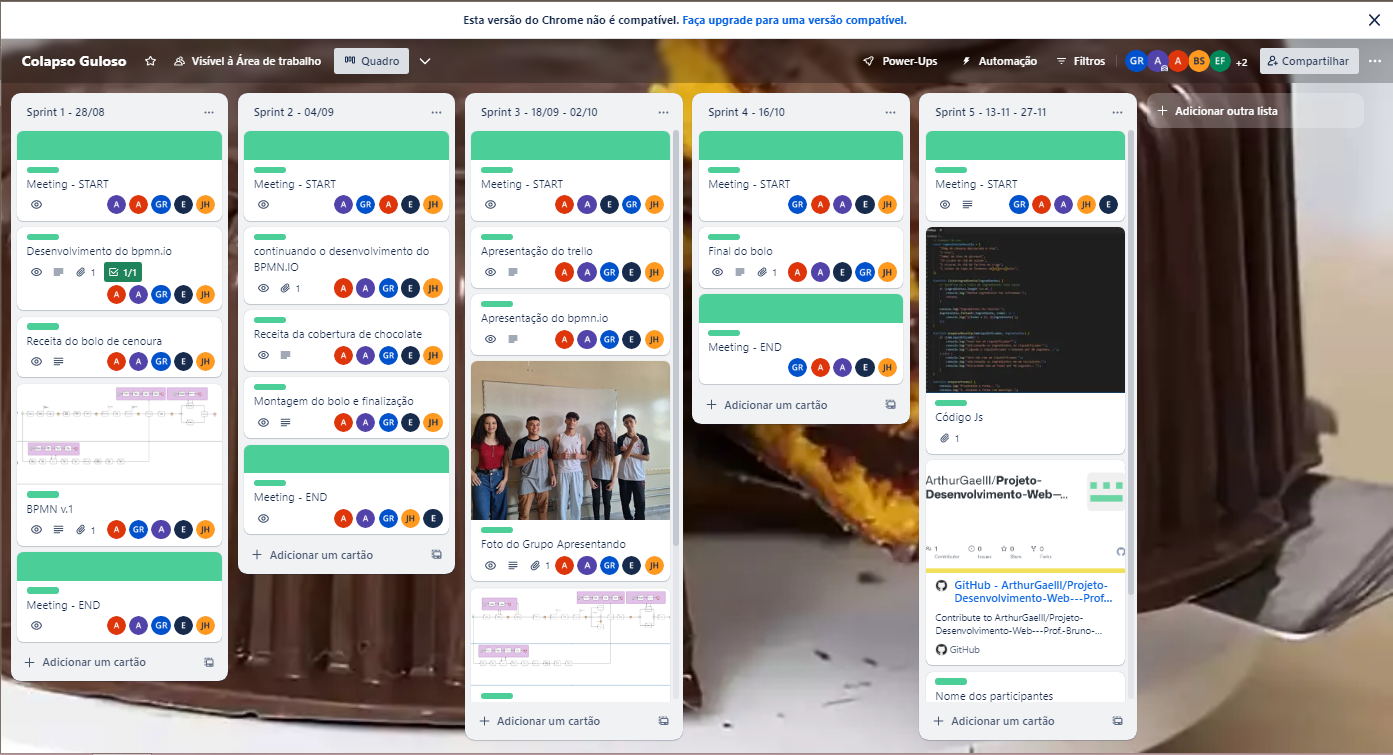 Esta versão do Chrome não é compatível. Faça upgrade para uma versão compatível.
Colapso Guloso
Visível à Área de trabalho
Quadro
Power-Ups
Automação
Filtros
GR A A BS EF +2
Compartilhar
Sprint 1 - 28/08
Meeting - START
A A GR E JH
Desenvolvimento do bpmn.io
1 1/1
A A GR E JH
Receita do bolo de cenoura
A A GR E JH
BPMN v.1
1 A GR A E JH
Meeting - END
A A GR E JH
Adicionar um cartão
Sprint 2 - 04/09
Meeting - START
A GR A E JH
continuando o desenvolvimento do
BPMN.IO
1 A A GR E JH
Receita da cobertura de chocolate
A A GR E JH
Montagem do bolo e finalização
A A GR E JH
Meeting - END
A A GR JH E
Adicionar um cartão
Sprint 3 - 18/09 - 02/10
Meeting - START
A A E GR JH
Apresentação do trello
A A GR E JH
Apresentação do bpmn.io
A A GR E JH
Foto do Grupo Apresentando
1 A A GR E JH
Adicionar um cartão
Sprint 4 - 16/10
Meeting - START
GR A A E JH
Final do bolo
1 A A E GR JH
Meeting - END
GR A A E JH
Adicionar um cartão
Sprint 5 - 13-11 - 27-11
Meeting - START
GR A A JH E
Código Js
1
ArthurGaelll/Projeto-
Desenvolvimento-Web—...
1 0 0 0
Contributor Issues Stars Forks
GitHub - ArthurGaelll/Projeto-
Desenvolvimento-Web---Prof...
Contribute to ArthurGaelll/Projeto-
Desenvolvimento-Web---Prof.-Bruno-...
GitHub
Nome dos participantes
Adicionar um cartão
Adicionar outra lista